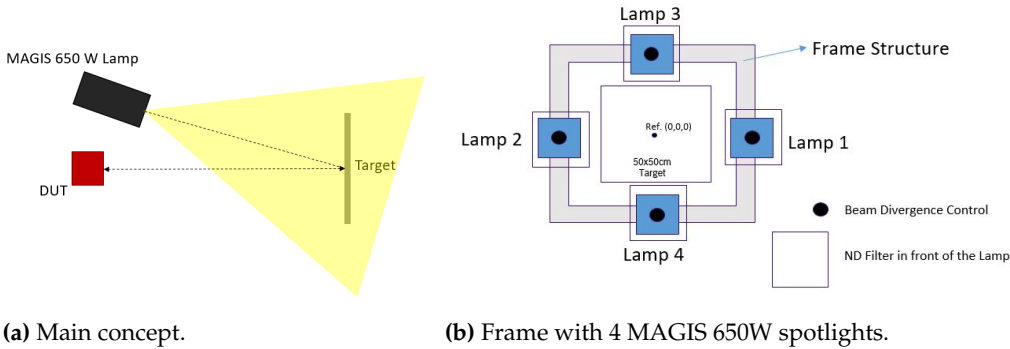 MAGIS 650 W Lamp
Target
DUT
Lamp 3
Frame Structure
Lamp 2
Ref. (0,0,0)
Lamp 1
50x50cm
Target
Beam Divergence Control
Lamp 4
ND Filter in front of the Lamp
(a) Main concept.
(b) Frame with 4 MAGIS 650W spotlights.